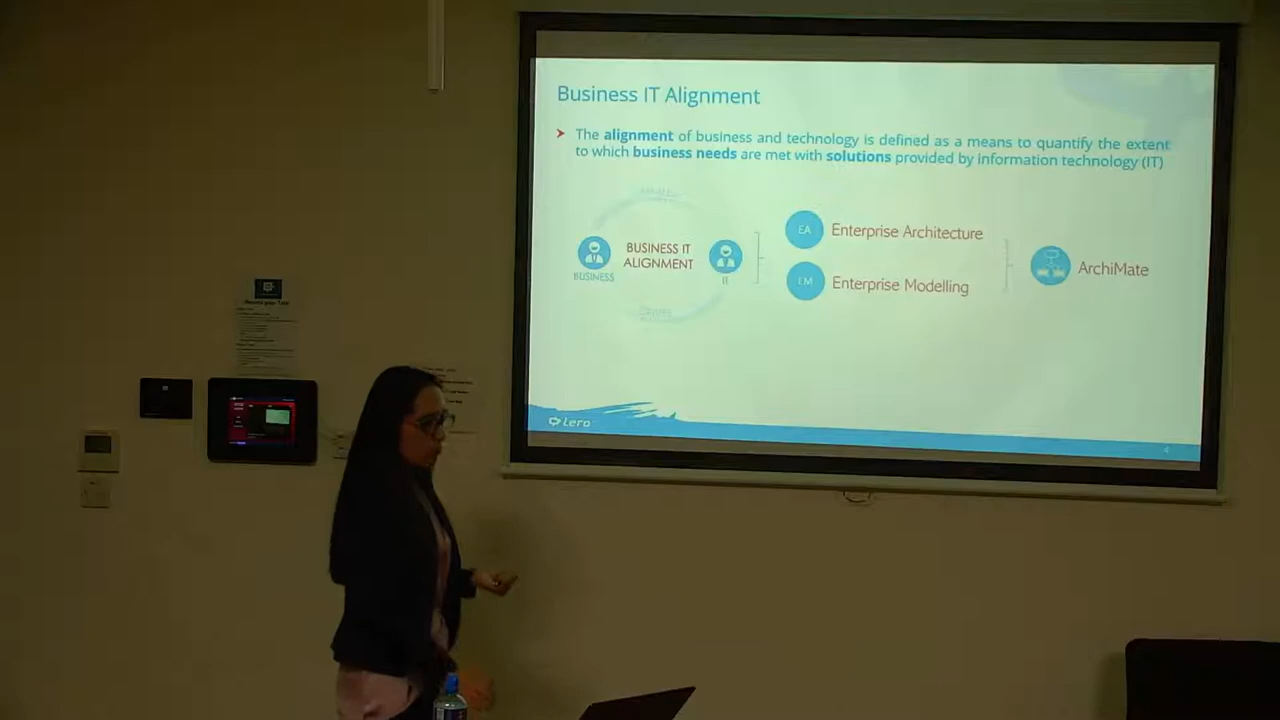 Business IT Alignment
➤ The alignment of business and technology is defined as a means to quantify the extent
to which business needs are met with solutions provided by information technology (IT)
BUSINESS
BUSINESS IT
ALIGNMENT
IT
EA Enterprise Architecture
EM Enterprise Modelling
ArchiMate
Lero
4